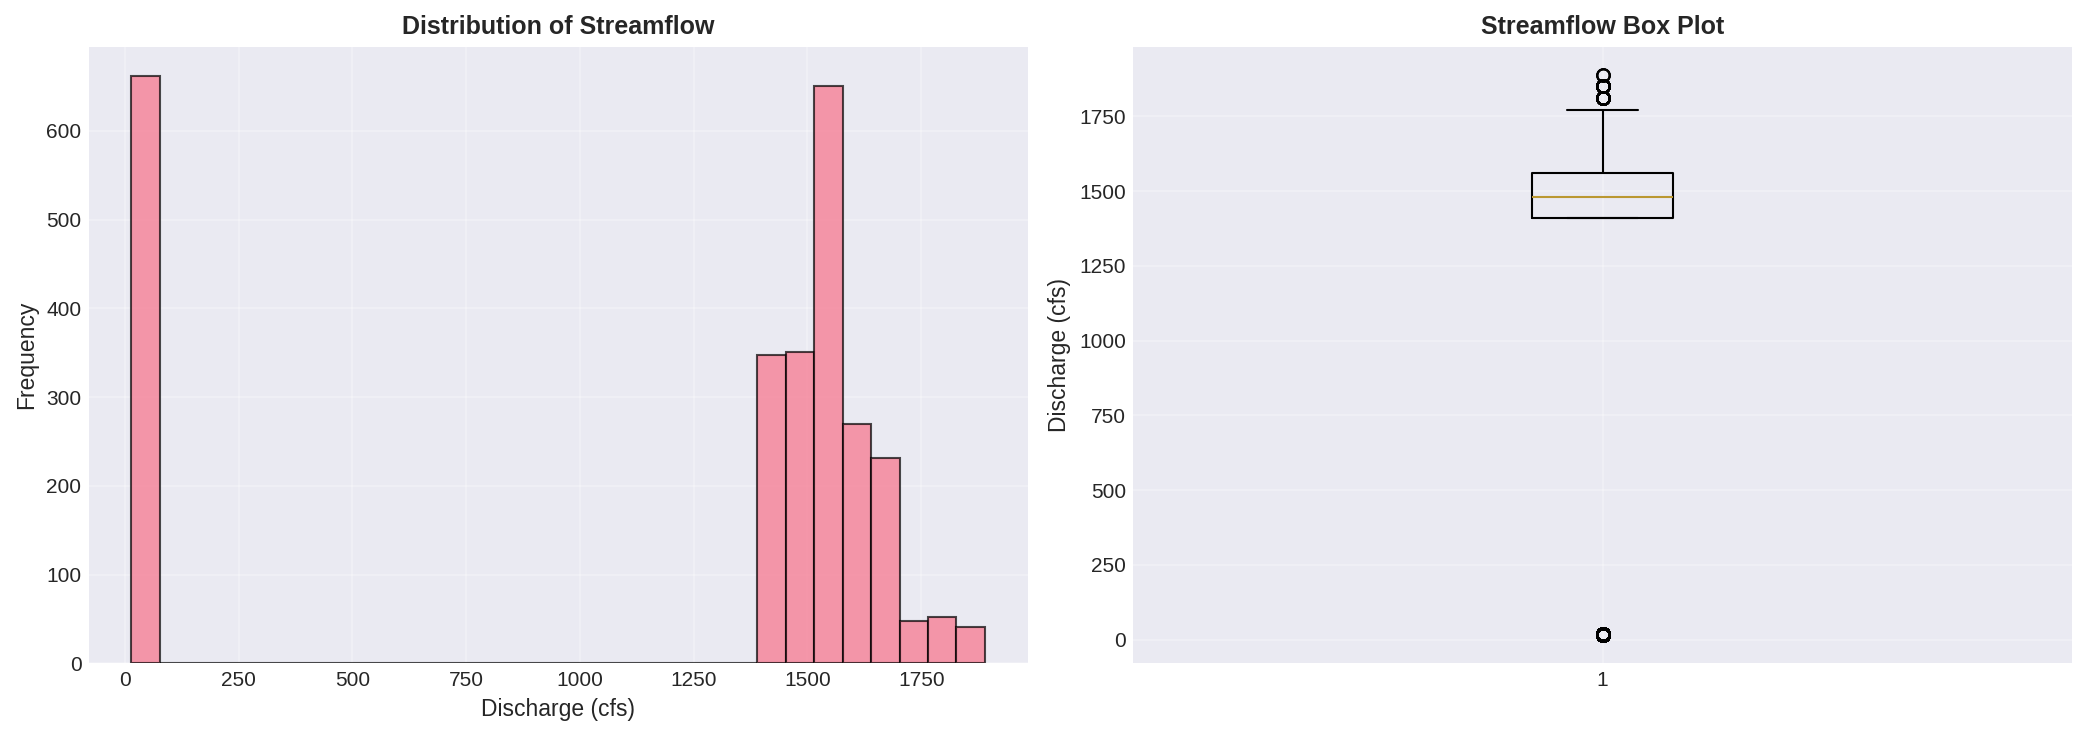 Distribution of Streamflow
Frequency
600
500
400
300
200
100
0
0 250 500 750 1000 1250 1500 1750
Discharge (cfs)
Streamflow Box Plot
Discharge (cfs)
1750
1500
1250
1000
750
500
250
0
1